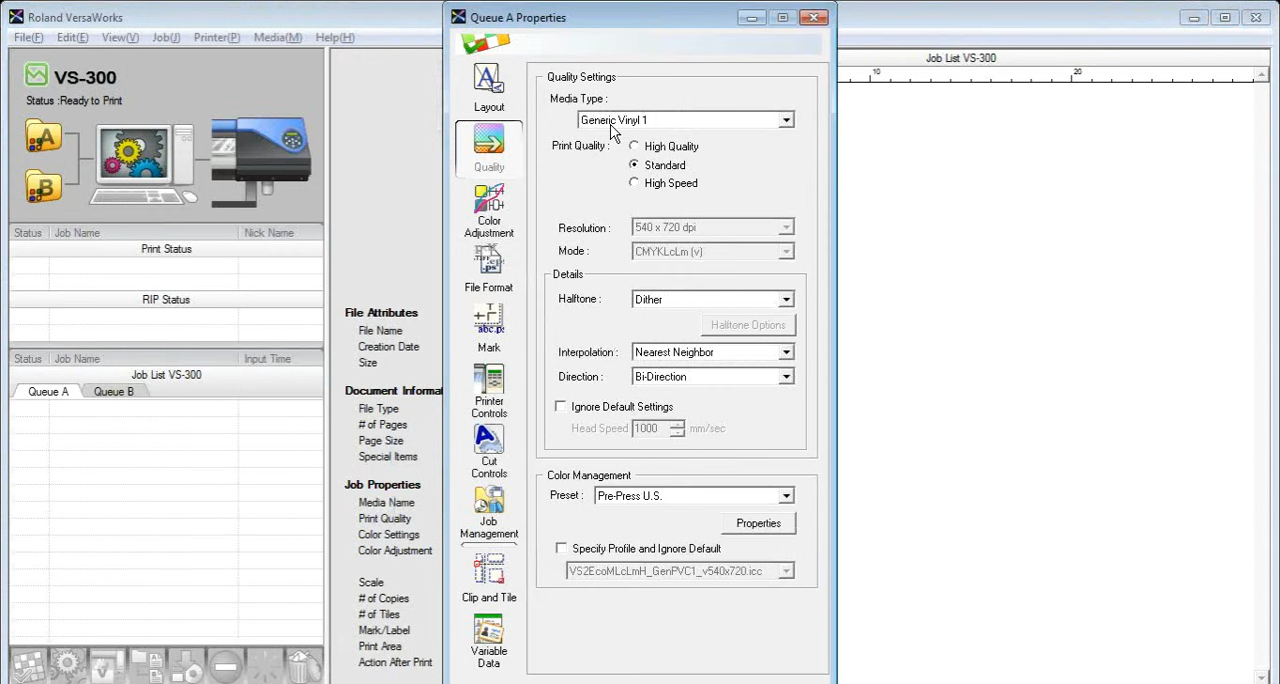 Roland VersaWorks
File(F) Edit(E) View(V) Job(J) Printer(P) Media(M) Help(H)
VS-300
Status :Ready to Print
A
B
Status Job Name Nick Name
Print Status
RIP Status
Status Job Name Input Time
Job List VS-300
Queue A Queue B
File Attributes
File Name
Creation Date
Size
Document Informat
File Type
# of Pages
Page Size
Special Items
Job Properties
Media Name
Print Quality
Color Settings
Color Adjustment
Scale
# of Copies
# of Tiles
Mark/Label
Print Area
Action After Print
Queue A Properties
Layout
Quality
Color
Adjustment
File Format
abc.ps
Mark
Printer
Controls
Cut
Controls
Job
Management
Clip and Tile
Variable
Data
Quality Settings
Media Type :
Generic Vinyl 1
Print Quality : High Quality
Standard
High Speed
Resolution : 540 x 720 dpi
Mode : CMYKLcLm (v)
Details
Halftone : Dither
Halftone Options
Interpolation : Nearest Neighbor
Direction : Bi-Direction
Ignore Default Settings
Head Speed 1000 mm/sec
Color Management
Preset : Pre-Press U.S.
Properties
Specify Profile and Ignore Default
VS2EcoMLcLmH_GenPVC1_v540x720.icc
Job List VS-300
10 20